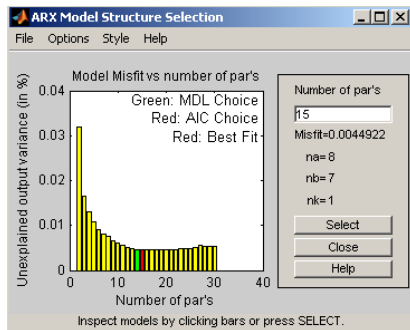 ARX Model Structure Selection
File Options Style Help
Model Misfit vs number of par's
Unexplained output variance (in %)
0.04
0.03
0.02
0.01
0
Green: MDL Choice
Red: AIC Choice
Red: Best Fit
0 10 20 30 40
Number of par's
Number of par's
15
Misfit=0.0044922
na= 8
nb= 7
nk= 1
Select
Close
Help
Inspect models by clicking bars or press SELECT.